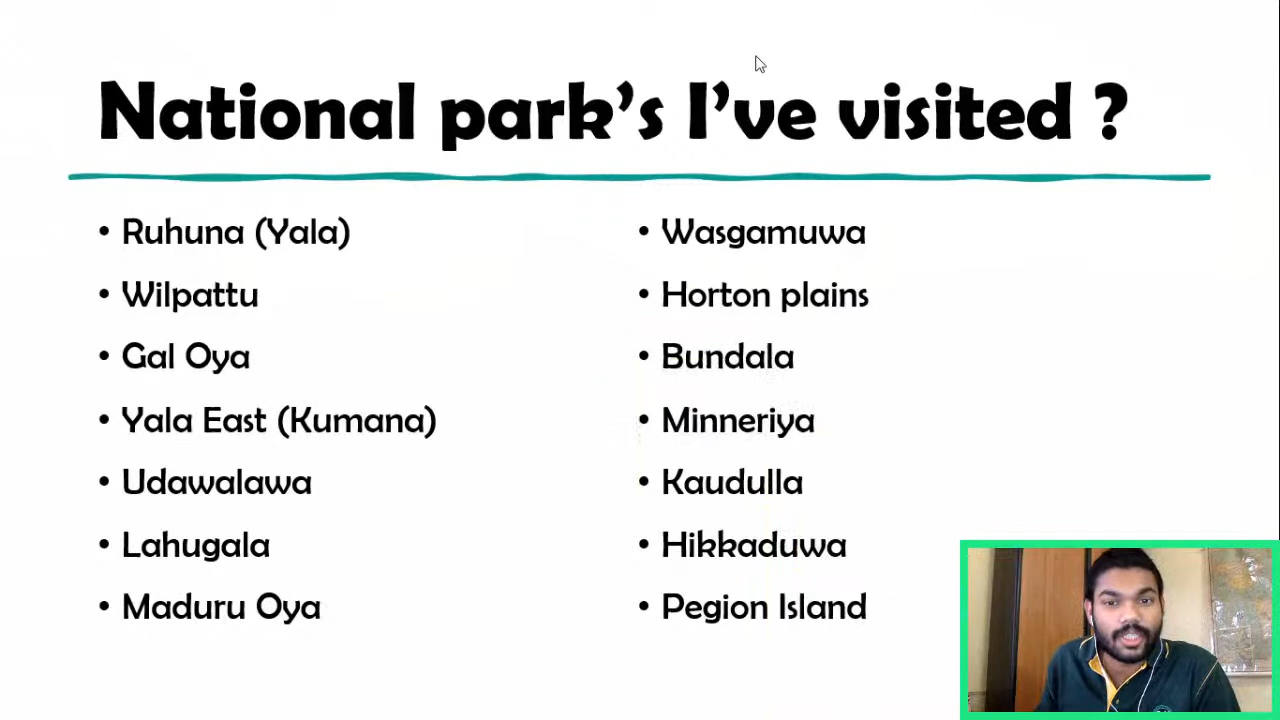 National park's I've visited ?
• Ruhuna (Yala)
• Wilpattu
• Gal Oya
• Yala East (Kumana)
• Udawalawa
• Lahugala
• Maduru Oya
• Wasgamuwa
• Horton plains
• Bundala
• Minneriya
• Kaudulla
• Hikkaduwa
• Pegion Island